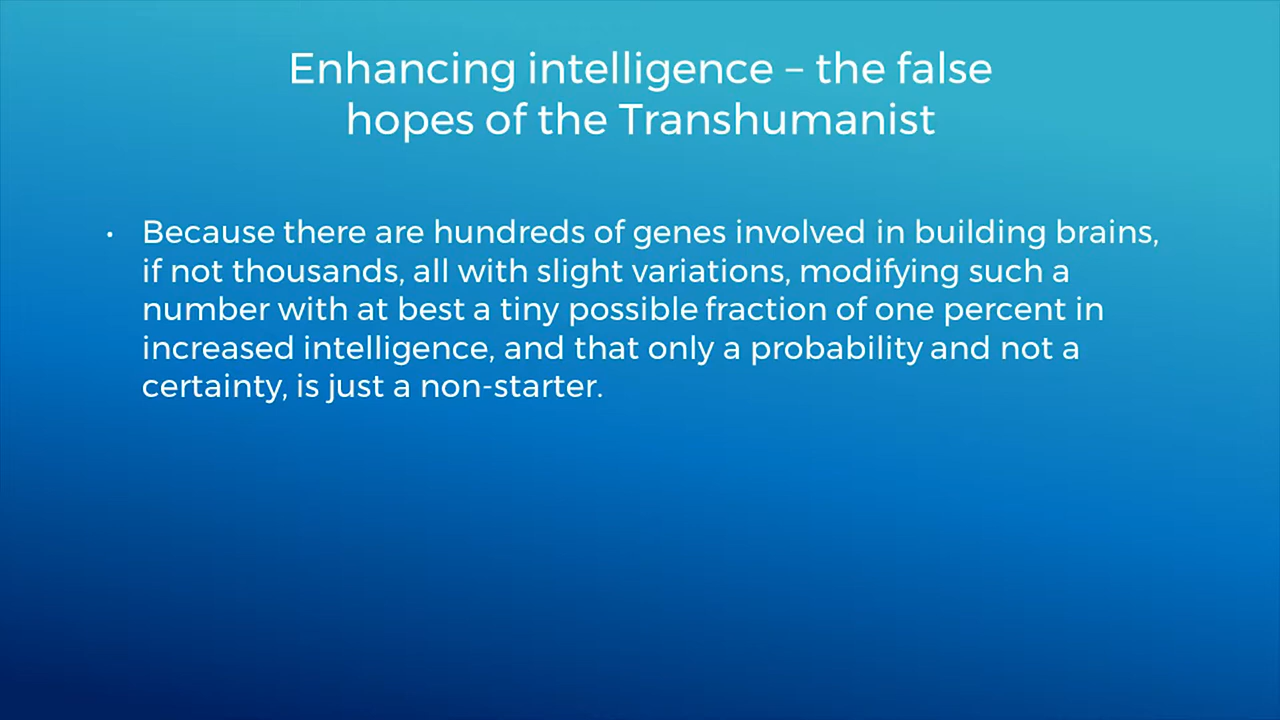 Enhancing intelligence – the false
hopes of the Transhumanist
• Because there are hundreds of genes involved in building brains,
if not thousands, all with slight variations, modifying such a
number with at best a tiny possible fraction of one percent in
increased intelligence, and that only a probability and not a
certainty, is just a non-starter.